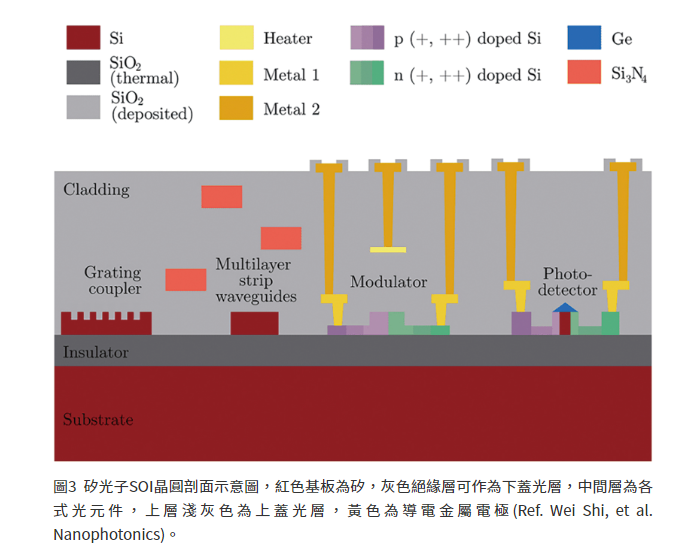 Si
SiO2
(thermal)
SiO2
(deposited)
Heater
Metal 1
Metal 2
p (+, ++) doped Si
n (+, ++) doped Si
Ge
Si3N4
Cladding
Grating
coupler
Multilayer
strip
waveguides
Modulator
Photo-
detector
Insulator
Substrate
圖3 矽光子SOI晶圓剖面示意圖，紅色基板為矽，灰色絕緣層可作為下蓋光層，中間層為各
式光元件，上層淺灰色為上蓋光層，黃色為導電金屬電極(Ref. Wei Shi, et al.
Nanophotonics)。